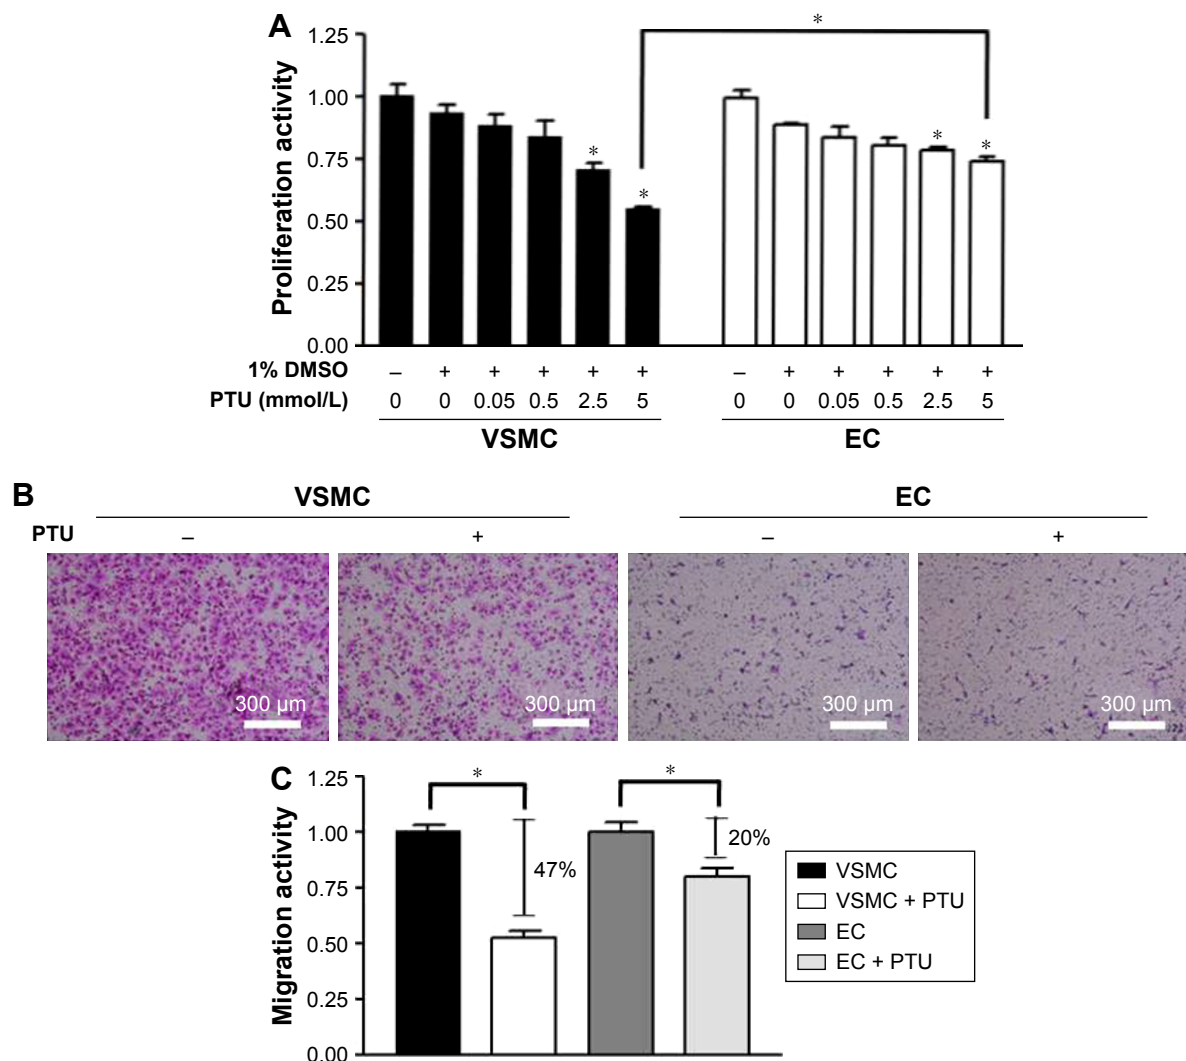 A
*
1.25
1.00
0.75
0.50
0.25
0.00
Proliferation activity
* * * *
1% DMSO – + + + + + – + + + + +
PTU (mmol/L) 0 0 0.05 0.5 2.5 5 0 0 0.05 0.5 2.5 5
VSMC EC
B
VSMC EC
PTU – + – +
300 µm 300 µm 300 µm 300 µm
C
1.25
1.00
0.75
0.50
0.25
0.00
Migration activity
* *
47% 20%
VSMC
VSMC + PTU
EC
EC + PTU